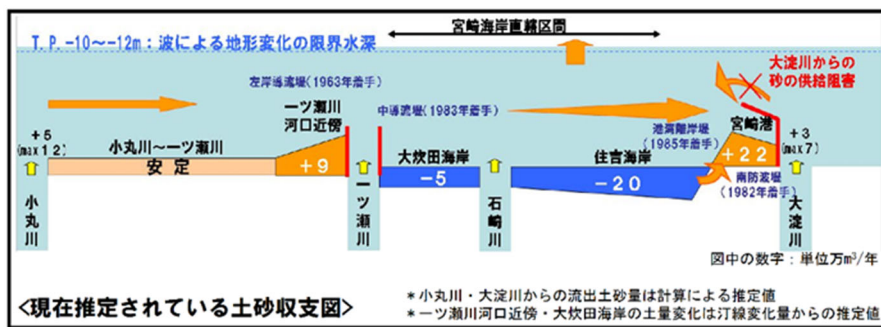 宮崎海岸直轄区間
T.P.-10～-12m：波による地形変化の限界水深
大淀川からの
砂の供給阻害
左岸導流堤(1963年着手)
一ツ瀬川
河口近傍
中導流堤(1983年着手)
港湾離岸堤
(1985年着手)
宮崎港
+5
(max12)
+3
(max7)
小丸川～一ツ瀬川
安定
+9
大炊田海岸
-5
住吉海岸
-20
+22
南防波堤
(1982年着手)
小丸川
一ツ瀬川
石崎川
大淀川
図中の数字：単位万m³/年
<現在推定されている土砂収支図>
*小丸川・大淀川からの流出土砂量は計算による推定値
*一ツ瀬川河口近傍・大炊田海岸の土量変化は汀線変化量からの推定値